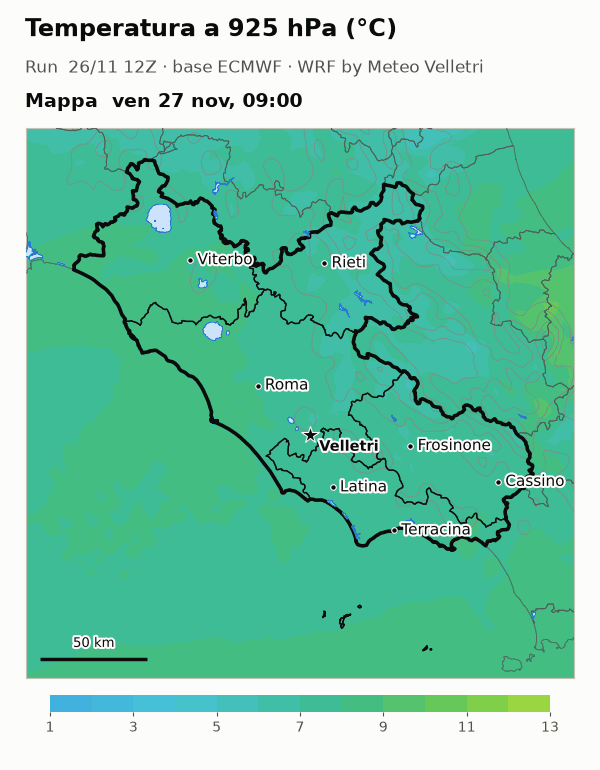 Temperatura a 925 hPa (°C)
Run  26/11 12Z · base ECMWF · WRF by Meteo Velletri
Mappa  ven 27 nov, 09:00
Viterbo
Rieti
Roma
Velletri
Frosinone
Cassino
Latina
Terracina
50 km
1 3 5 7 9 11 13